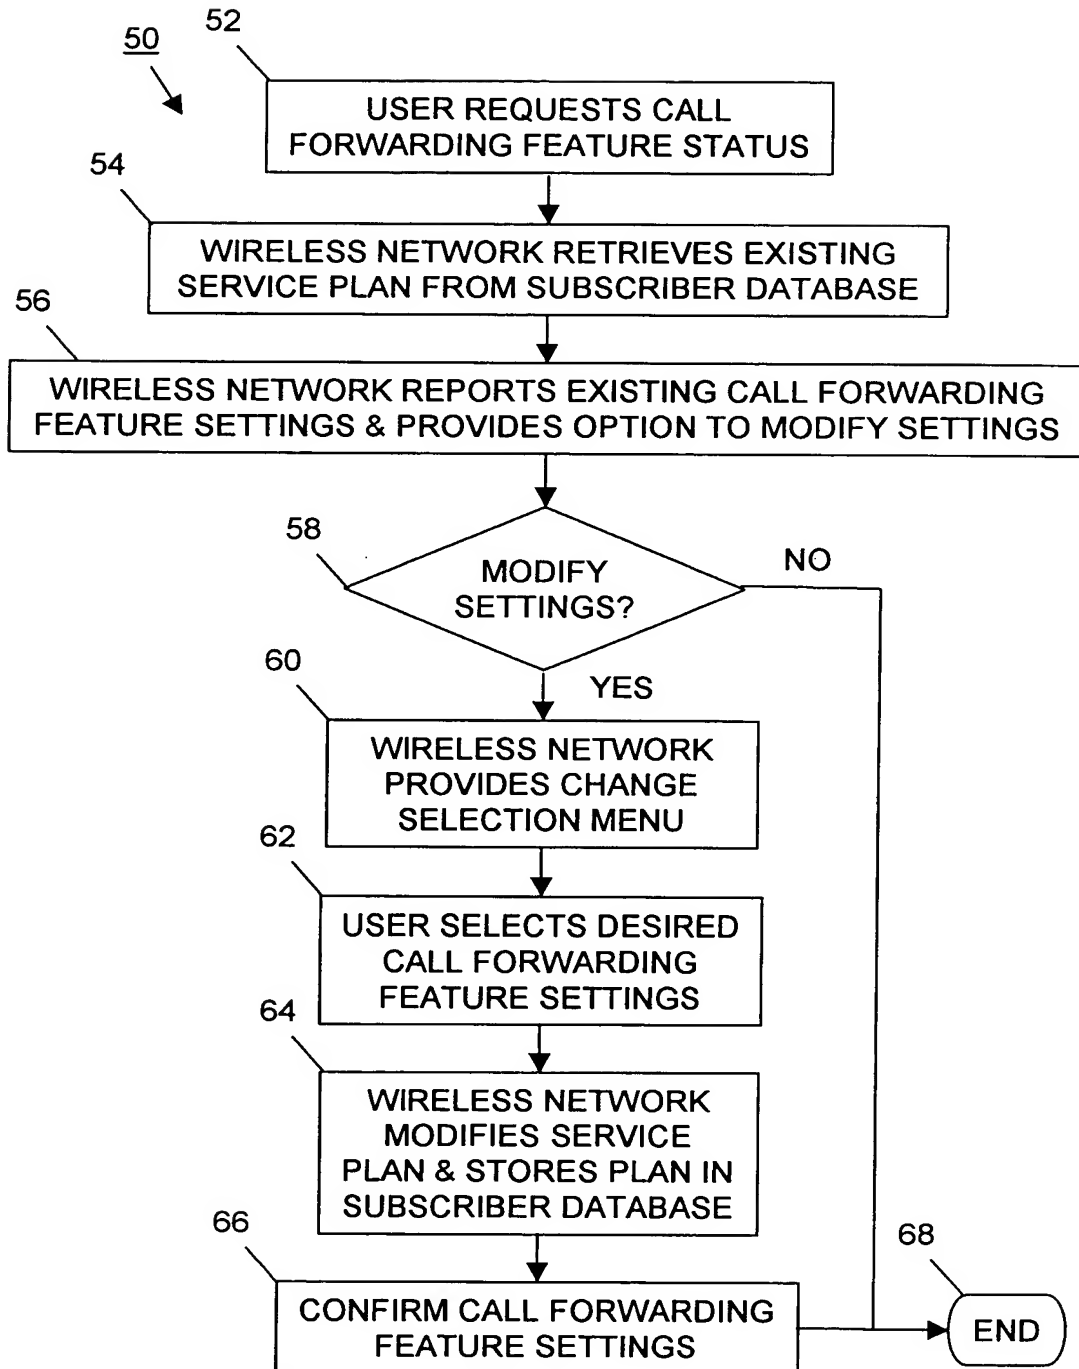 50
52
USER REQUESTS CALL
FORWARDING FEATURE STATUS
54
WIRELESS NETWORK RETRIEVES EXISTING
SERVICE PLAN FROM SUBSCRIBER DATABASE
56
WIRELESS NETWORK REPORTS EXISTING CALL FORWARDING
FEATURE SETTINGS & PROVIDES OPTION TO MODIFY SETTINGS
58
MODIFY
SETTINGS?
NO
YES
60
WIRELESS NETWORK
PROVIDES CHANGE
SELECTION MENU
62
USER SELECTS DESIRED
CALL FORWARDING
FEATURE SETTINGS
64
WIRELESS NETWORK
MODIFIES SERVICE
PLAN & STORES PLAN IN
SUBSCRIBER DATABASE
66
CONFIRM CALL FORWARDING
FEATURE SETTINGS
68
END